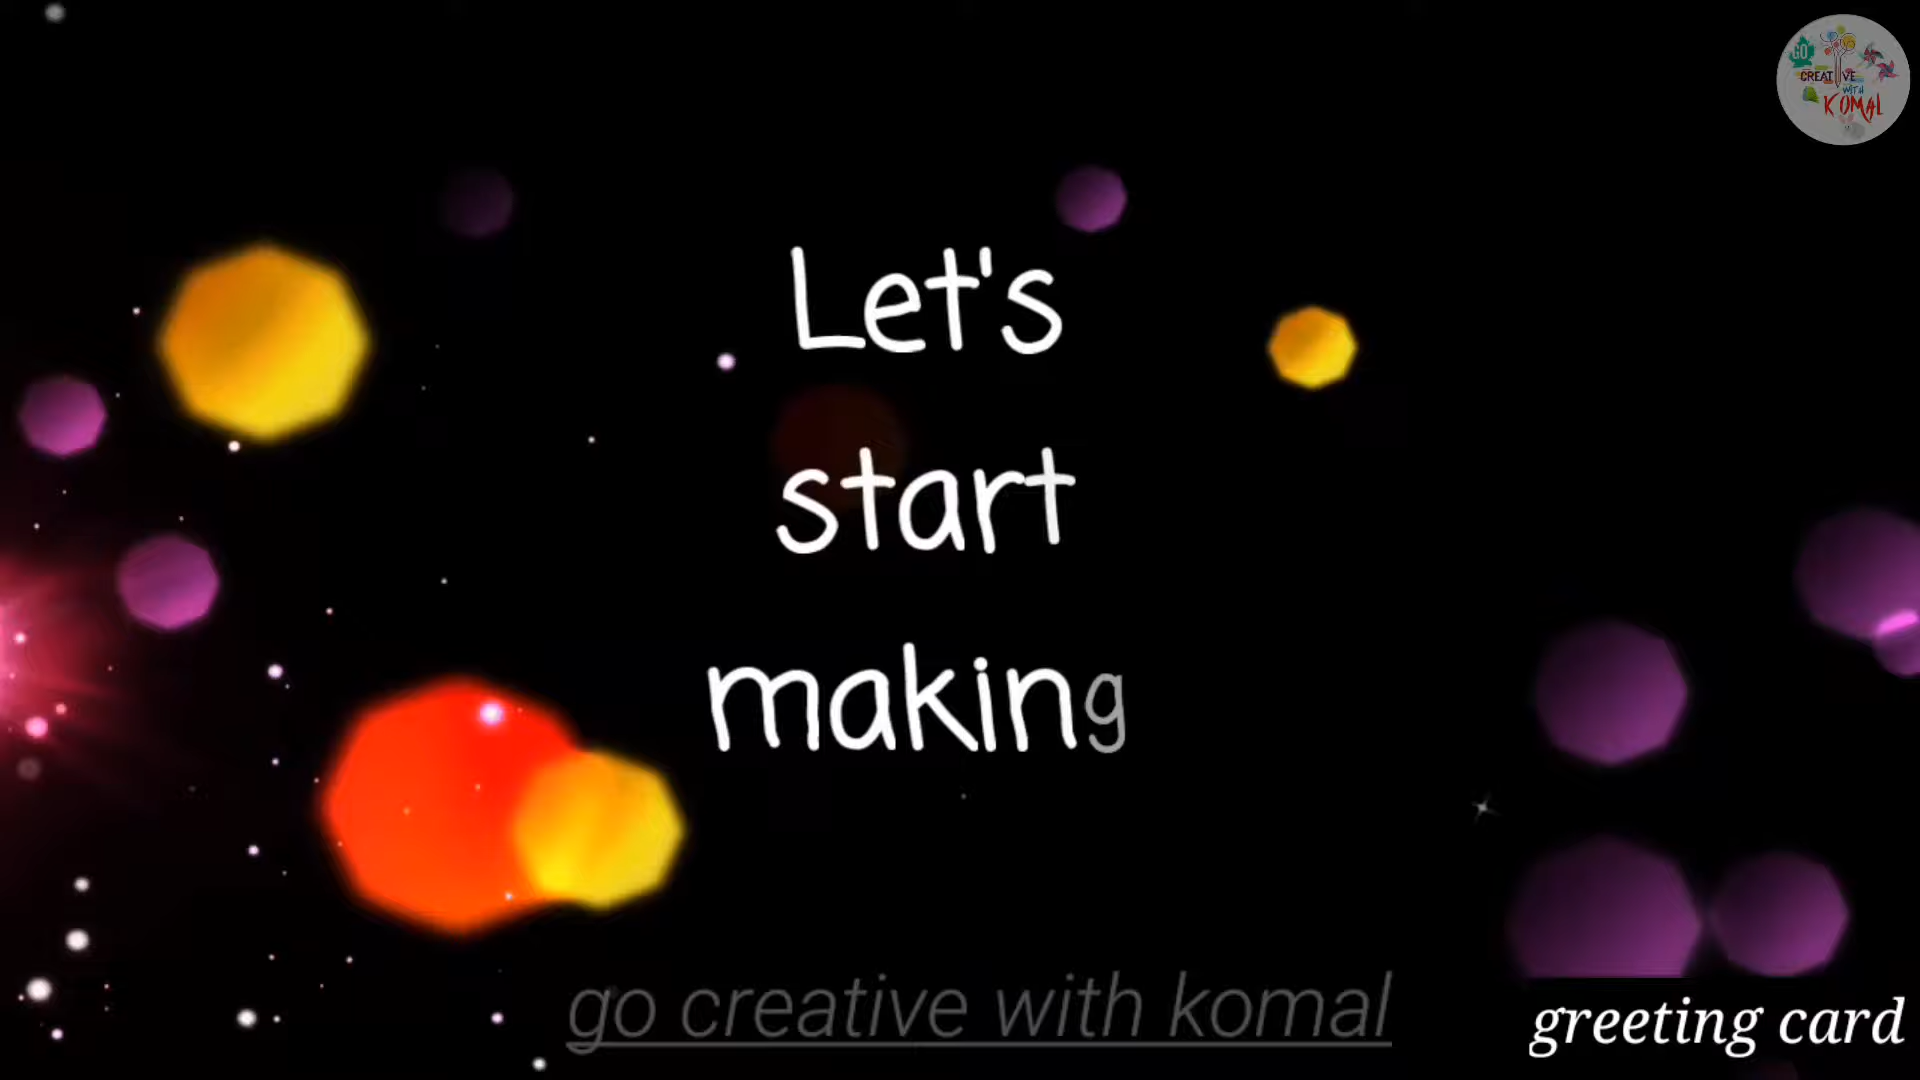 GO
CREATIVE
WITH
KOMAL
Let's
start
making
go creative with komal
greeting card